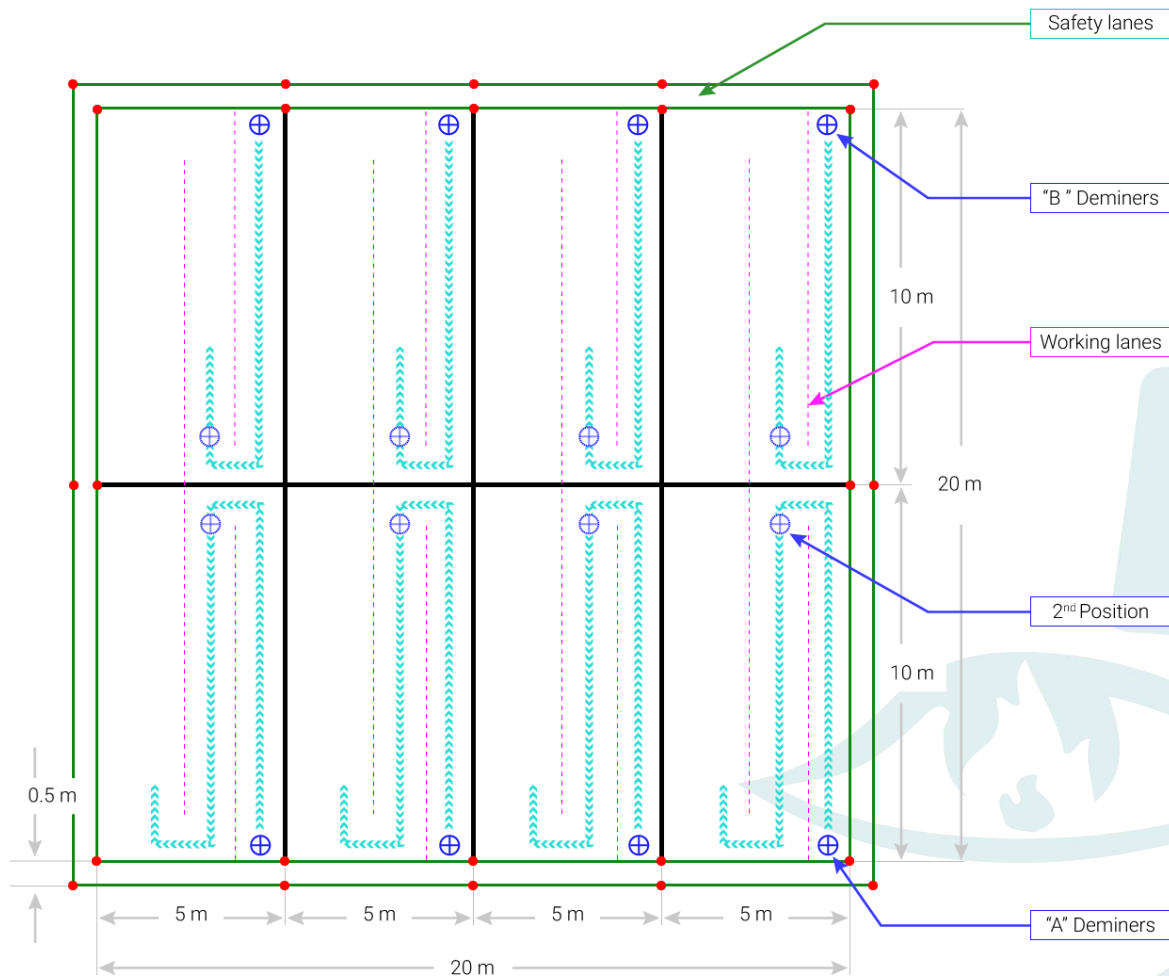 Safety lanes
“B ” Deminers
10 m
Working lanes
20 m
2nd Position
10 m
0.5 m
5 m
5 m
5 m
5 m
“A” Deminers
20 m